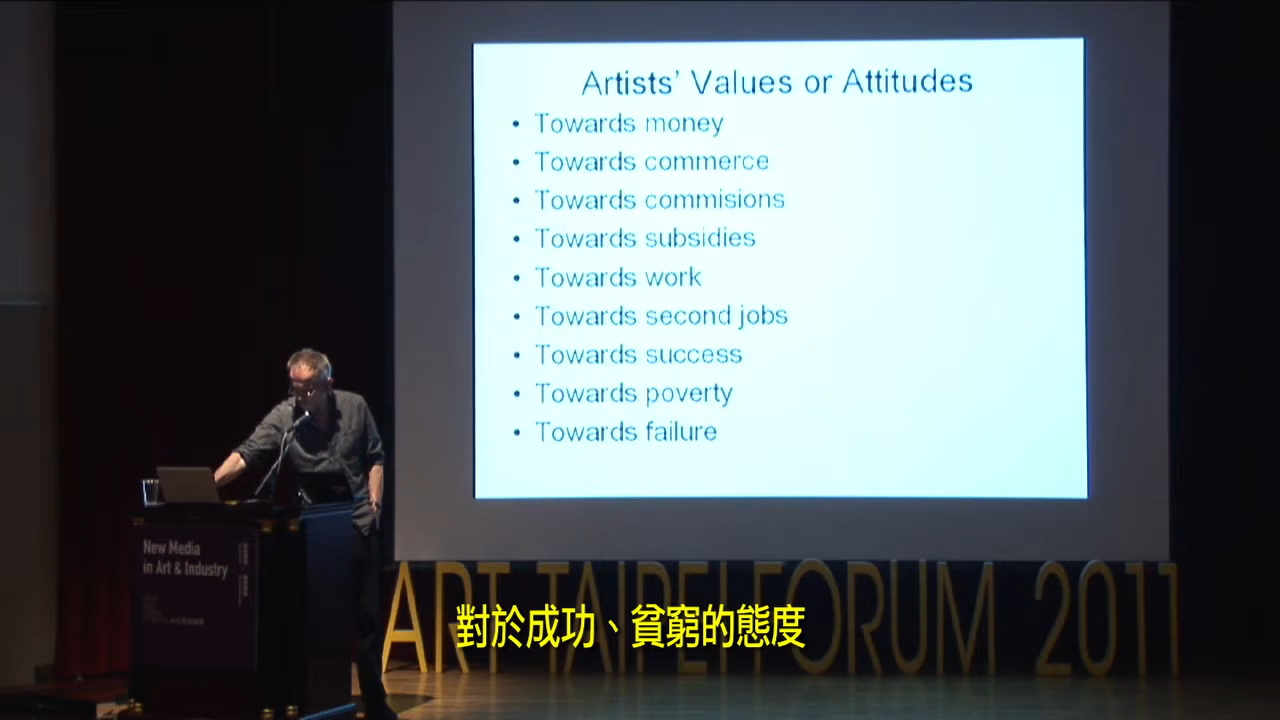 Artists' Values or Attitudes
• Towards money
• Towards commerce
• Towards commisions
• Towards subsidies
• Towards work
• Towards second jobs
• Towards success
• Towards poverty
• Towards failure
New Media
in Art & Industry
ART TAIPEI FORUM 2011
對於成功、貧窮的態度